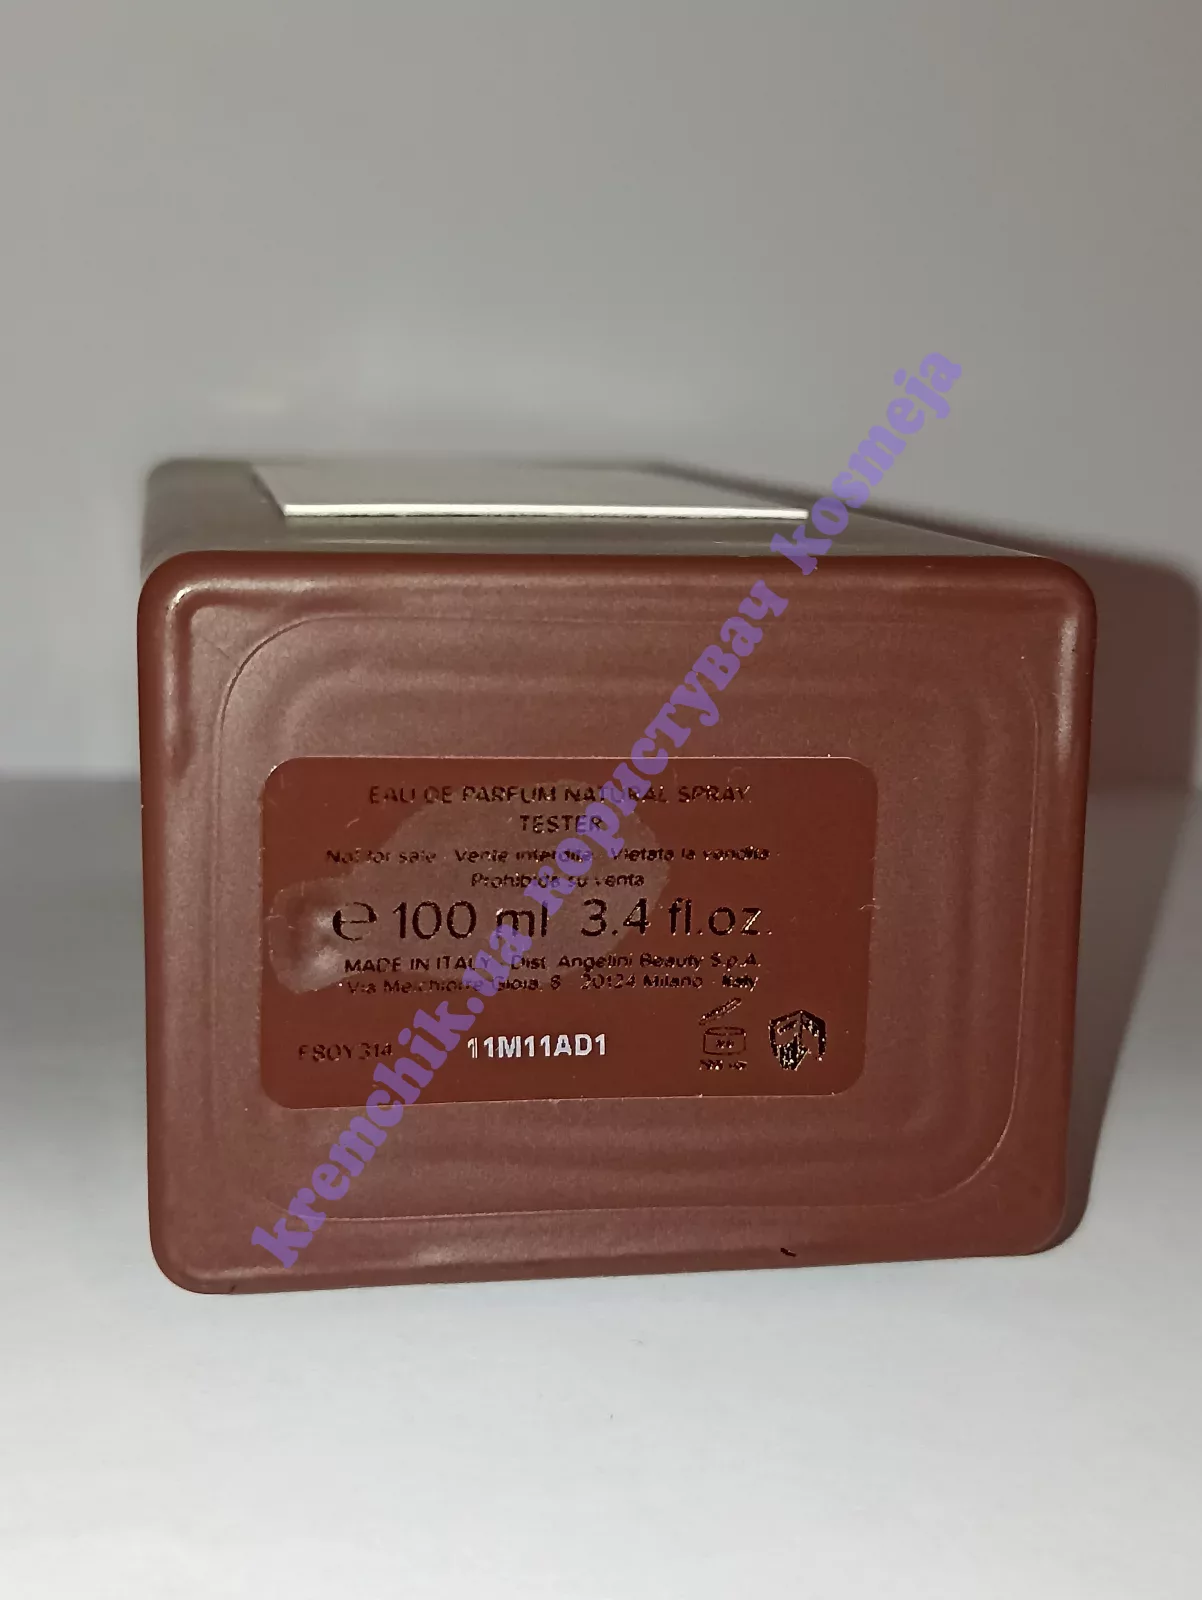 EAU DE PARFUM NATURAL SPRAY
TESTER
Not for sale - Vente interdite - Vietata la vendita
Prohibida su venta
℮ 100 ml 3.4 fl.oz.
MADE IN ITALY - Dist. Angelini Beauty S.p.A.
Via Melchiorre Gioia, 8 - 20124 Milano - Italy
11M11AD1
kremchik.ua користувач kosmeja